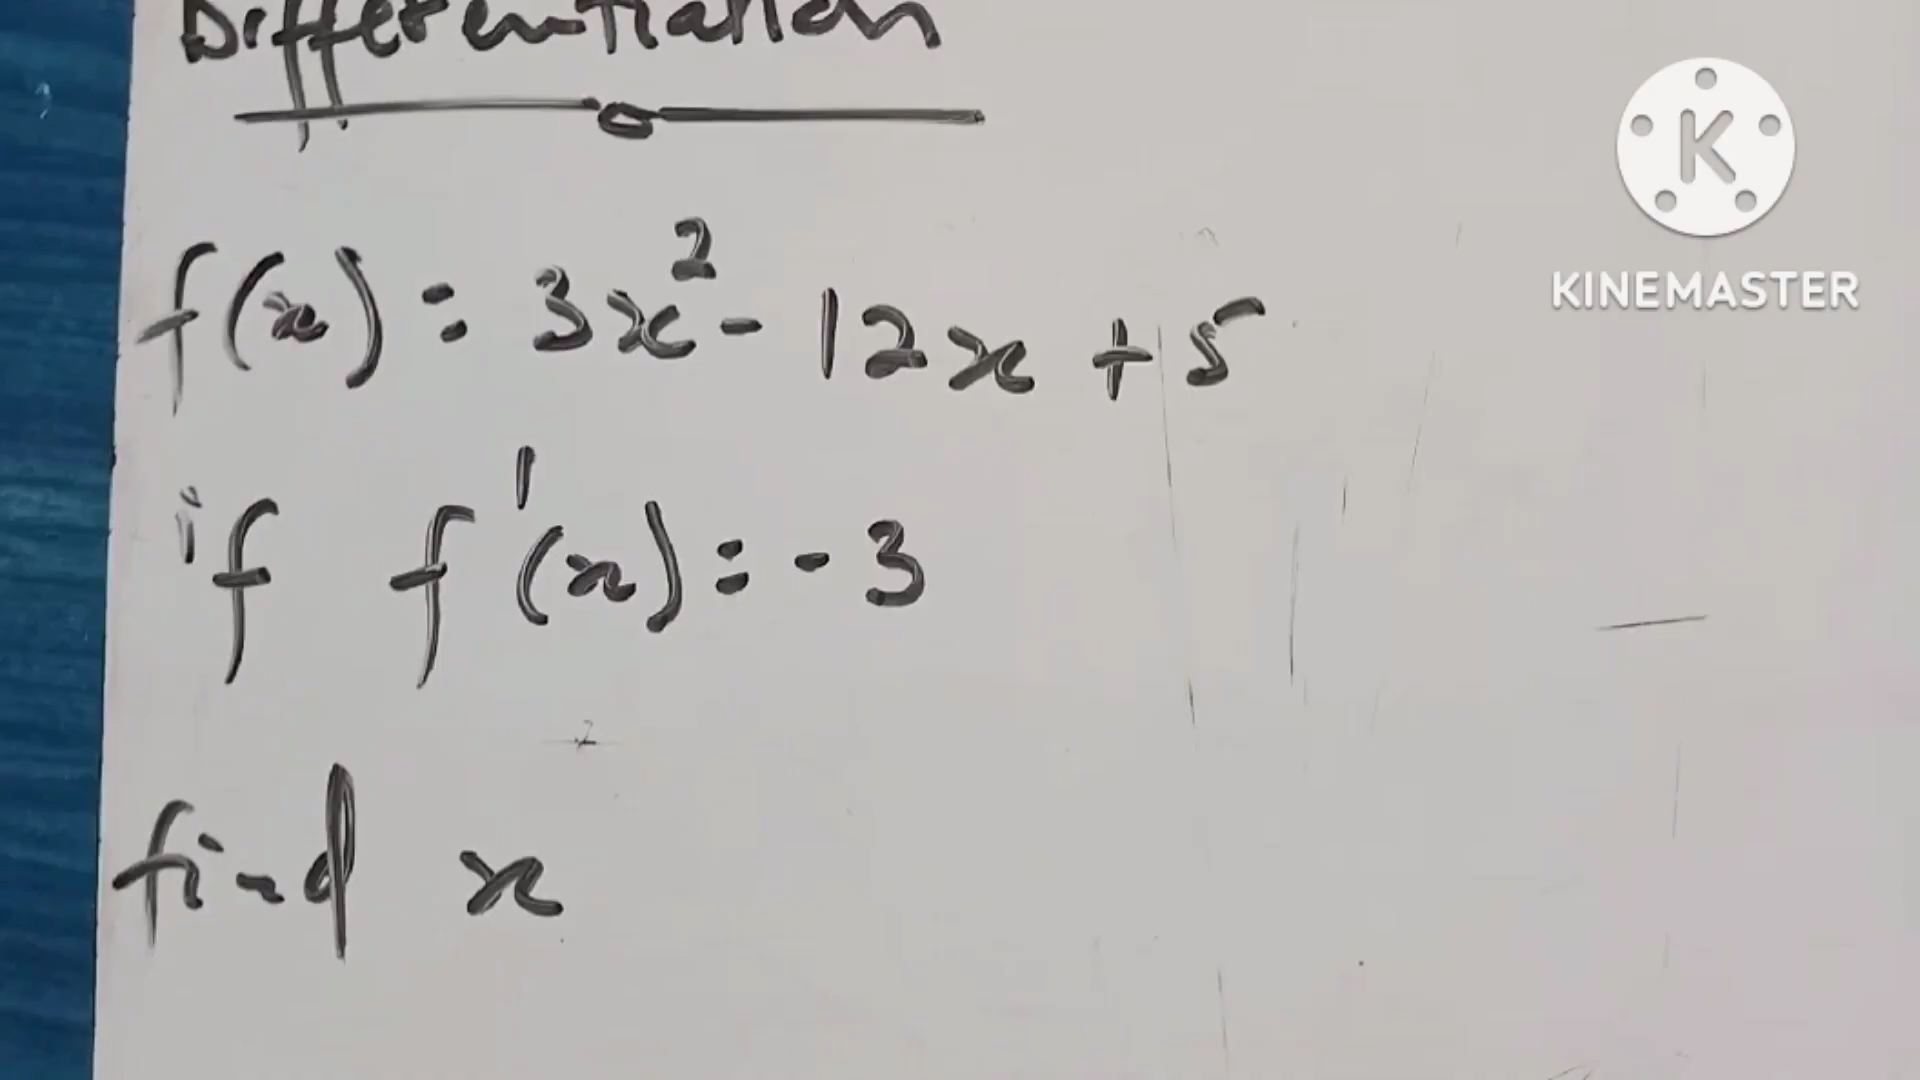 Differentiation
K
KINEMASTER
f(x) = 3x² - 12x + 5
if f'(x) = -3
find x